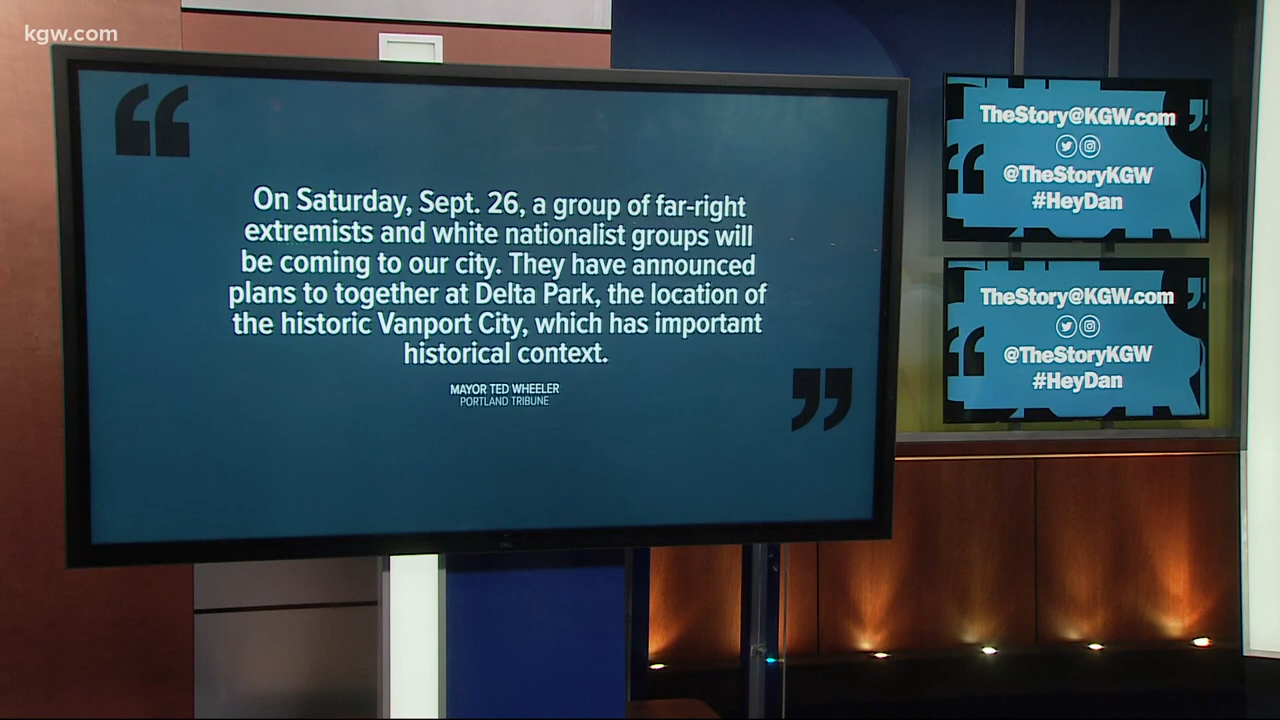 kgw.com
“
On Saturday, Sept. 26, a group of far-right
extremists and white nationalist groups will
be coming to our city. They have announced
plans to together at Delta Park, the location of
the historic Vanport City, which has important
historical context.
”
MAYOR TED WHEELER
PORTLAND TRIBUNE
TheStory@KGW.com
@TheStoryKGW
#HeyDan
TheStory@KGW.com
@TheStoryKGW
#HeyDan